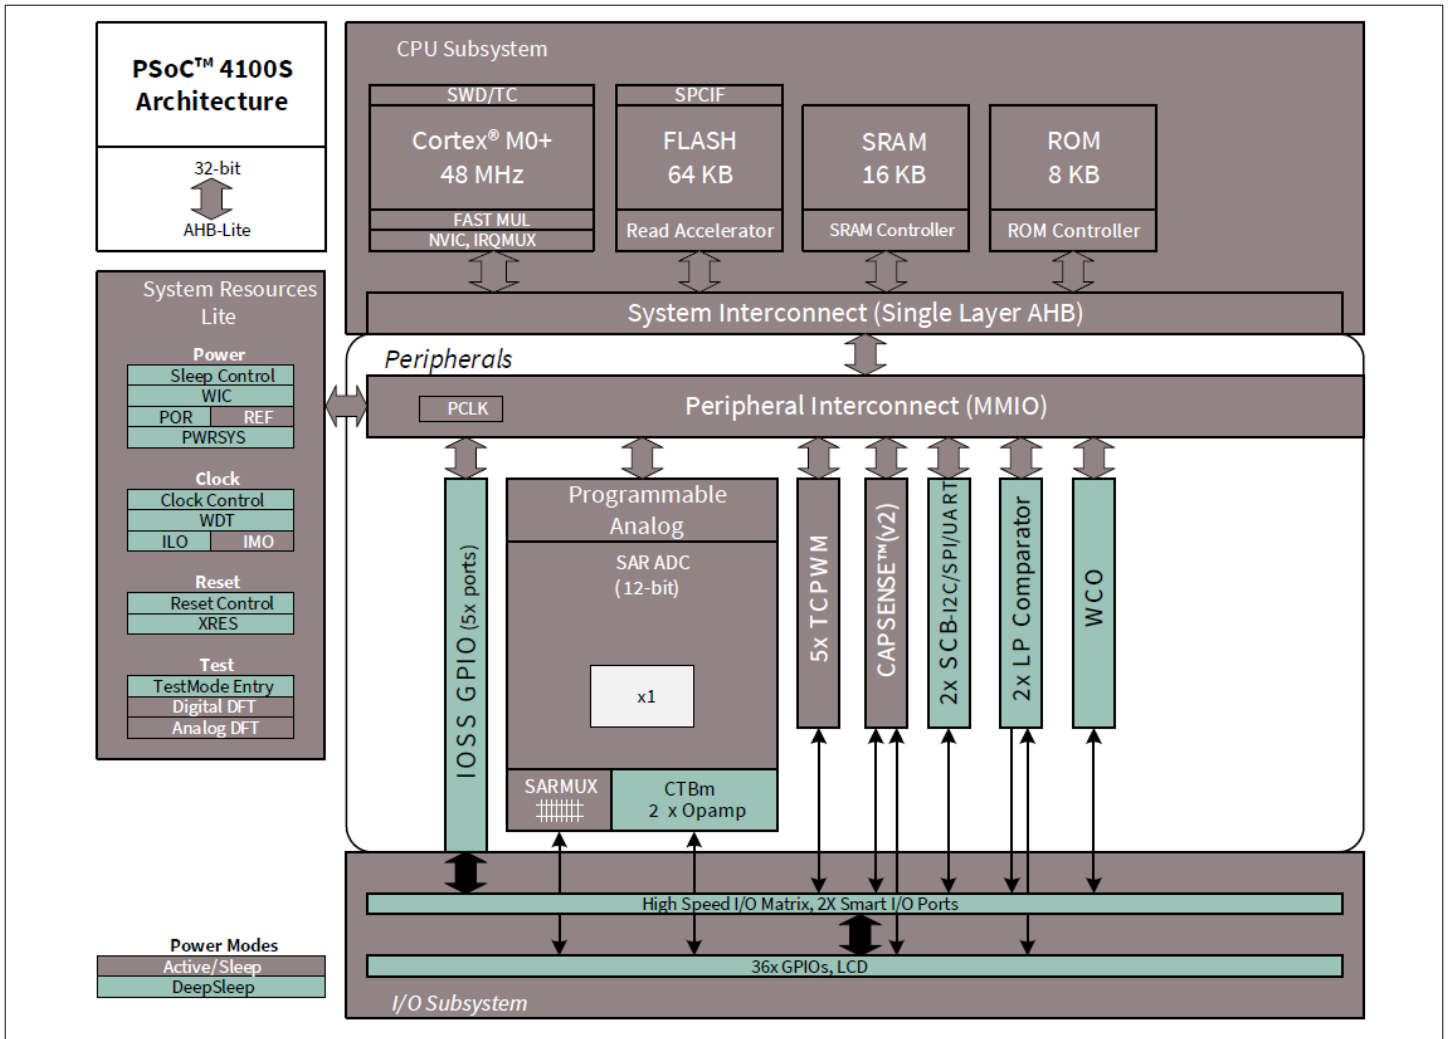 PSoC™ 4100S
Architecture
32-bit
AHB-Lite
CPU Subsystem
SWD/TC
Cortex® M0+
48 MHz
FAST MUL
NVIC, IRQMUX
SPCIF
FLASH
64 KB
Read Accelerator
SRAM
16 KB
SRAM Controller
ROM
8 KB
ROM Controller
System Interconnect (Single Layer AHB)
System Resources
Lite
Power
Sleep Control
WIC
POR
REF
PWRSYS
Clock
Clock Control
WDT
ILO
IMO
Reset
Reset Control
XRES
Test
TestMode Entry
Digital DFT
Analog DFT
Peripherals
PCLK
Peripheral Interconnect (MMIO)
IOSS GPIO (5x ports)
Programmable
Analog
SAR ADC
(12-bit)
x1
SARMUX
CTBm
2 x Opamp
5x TCPWM
CAPSENSE™(v2)
2x SCB-I2C/SPI/UART
2x LP Comparator
WCO
High Speed I/O Matrix, 2X Smart I/O Ports
36x GPIOs, LCD
I/O Subsystem
Power Modes
Active/Sleep
DeepSleep